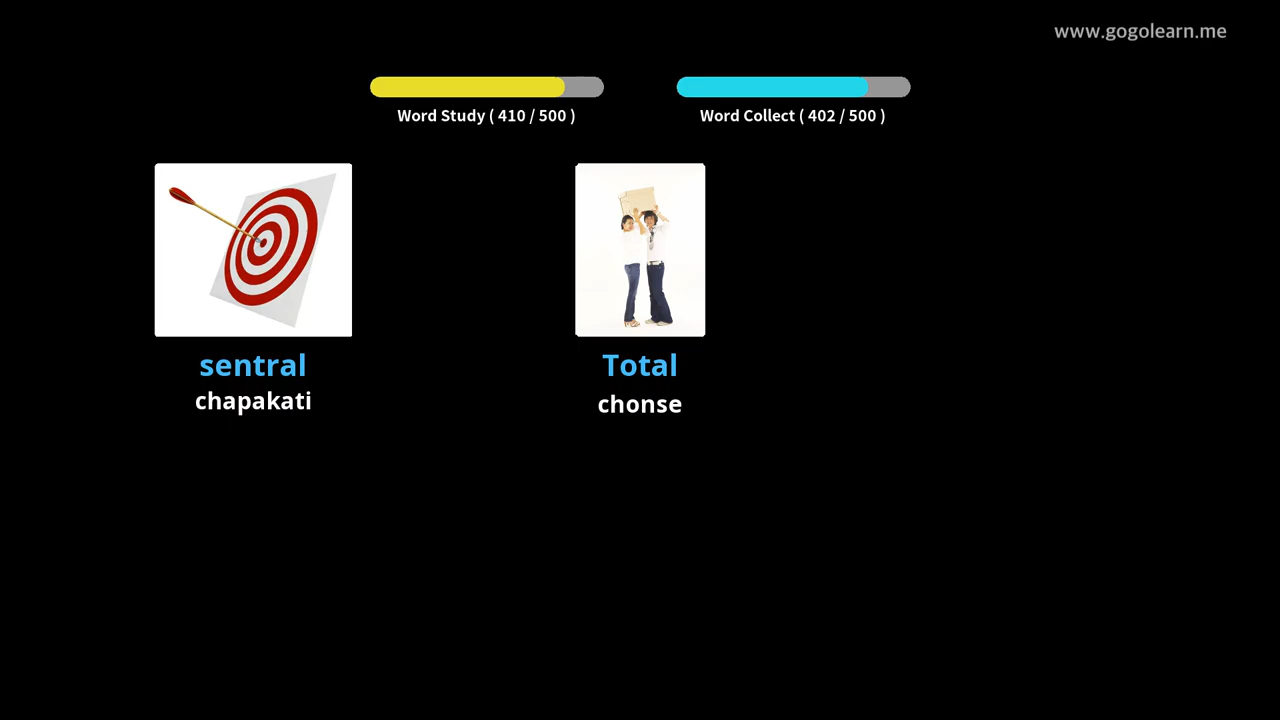 www.gogolearn.me
Word Study ( 410 / 500 )
Word Collect ( 402 / 500 )
sentral
chapakati
Total
chonse